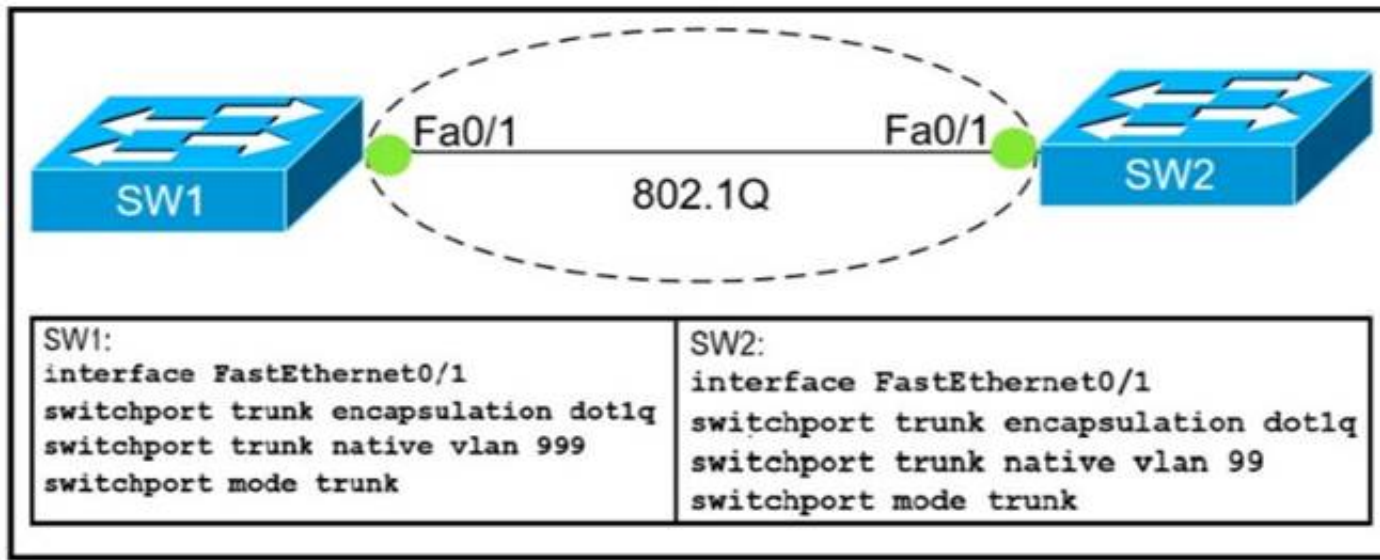 Fa0/1
Fa0/1
SW1
802.1Q
SW2
SW1:
interface FastEthernet0/1
switchport trunk encapsulation dot1q
switchport trunk native vlan 999
switchport mode trunk
SW2:
interface FastEthernet0/1
switchport trunk encapsulation dot1q
switchport trunk native vlan 99
switchport mode trunk